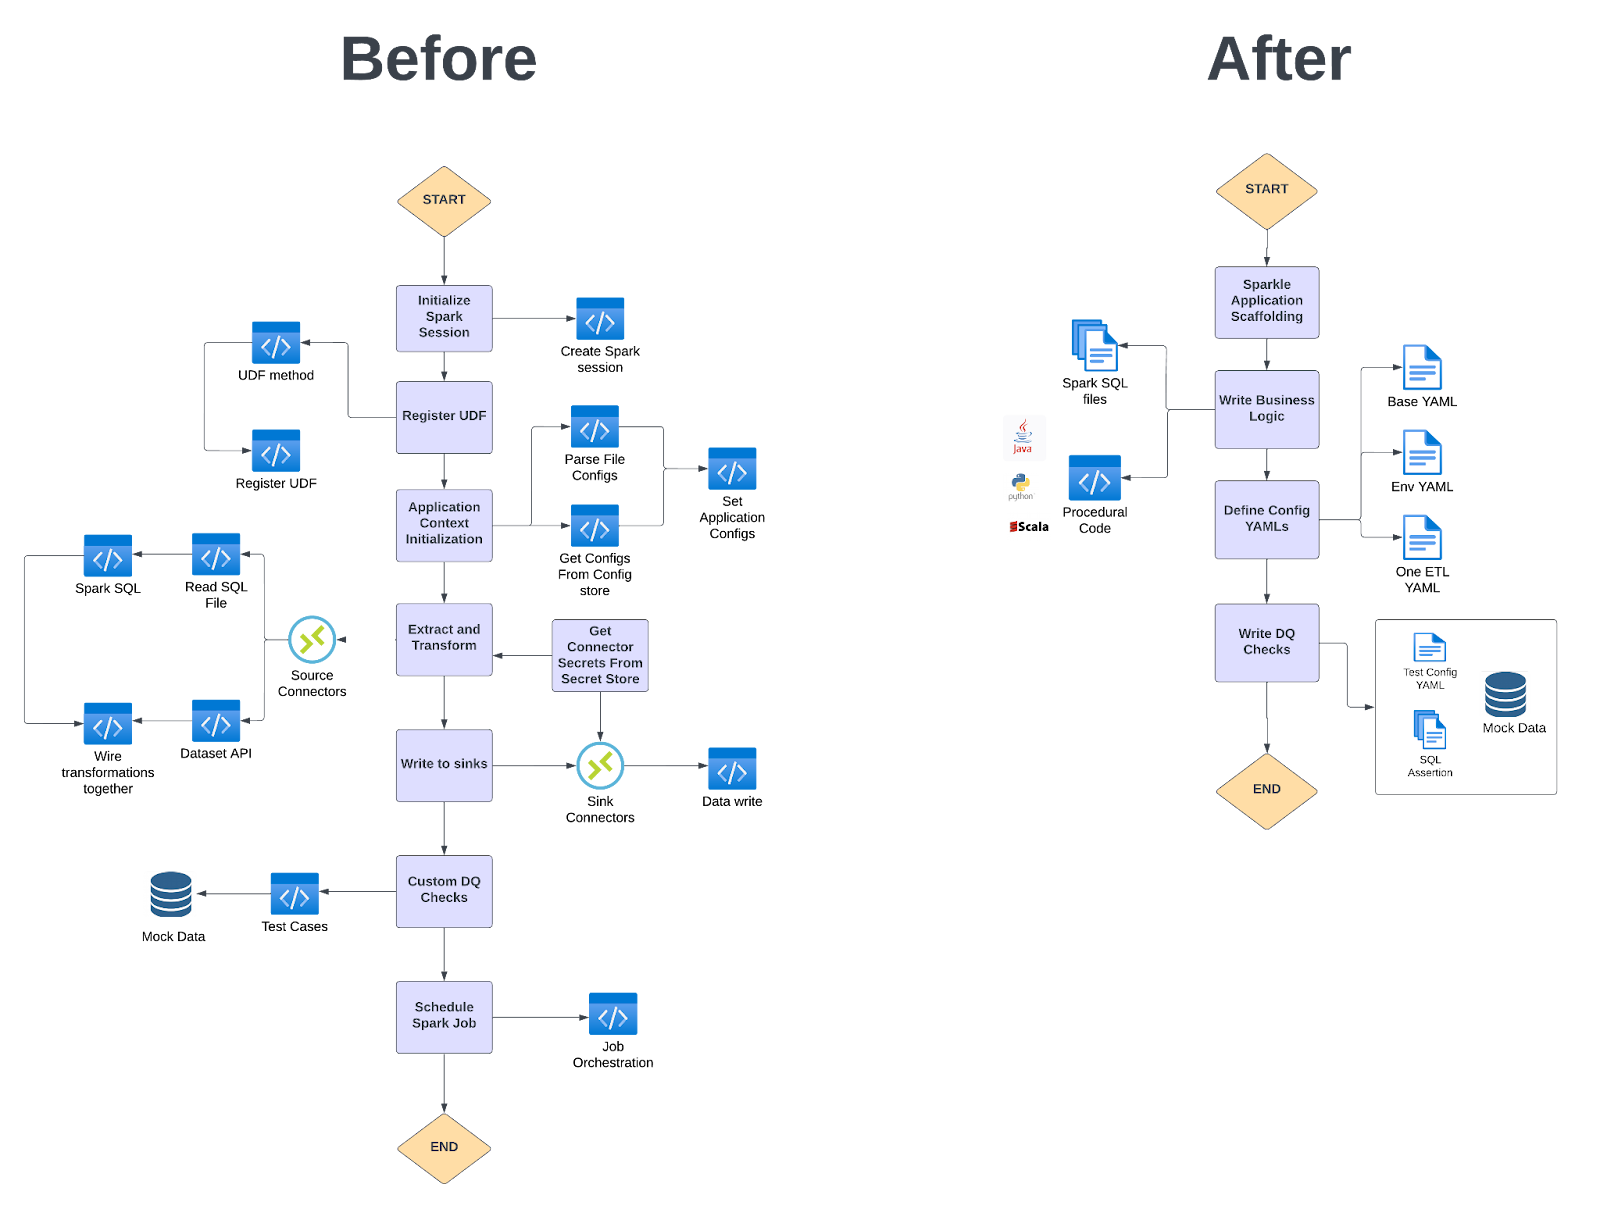 Before
START
Initialize
Spark
Session
Create Spark
session
UDF method
Register UDF
Register UDF
Parse File
Configs
Application
Context
Initialization
Set
Application
Configs
Get Configs
From Config
store
Spark SQL
Read SQL
File
Extract and
Transform
Get
Connector
Secrets From
Secret Store
Source
Connectors
Wire
transformations
together
Dataset API
Write to sinks
Sink
Connectors
Data write
Custom DQ
Checks
Test Cases
Mock Data
Schedule
Spark Job
Job
Orchestration
END
After
START
Sparkle
Application
Scaffolding
Spark SQL
files
Write Business
Logic
Base YAML
Java
python
Scala
Procedural
Code
Define Config
YAMLs
Env YAML
One ETL
YAML
Write DQ
Checks
Test Config
YAML
Mock Data
SQL
Assertion
END